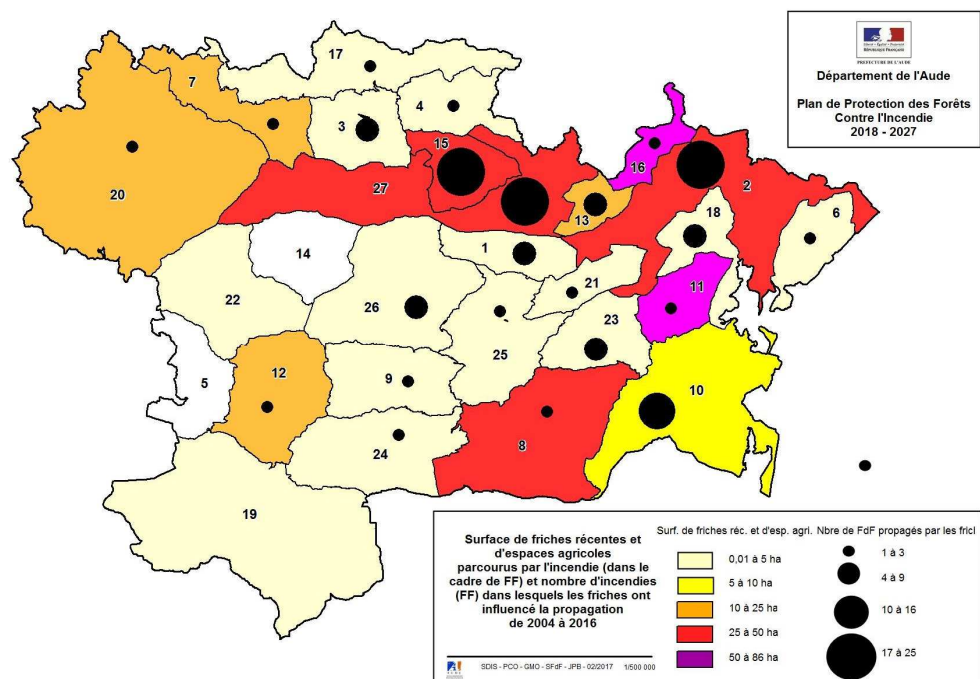 RÉPUBLIQUE FRANÇAISE
PREFECTURE DE L'AUDE
Département de l'Aude
Plan de Protection des Forêts
Contre l'Incendie
2018 - 2027
17
7
4
3
15
16
2
20
27
13
18
6
1
14
21
11
22
26
23
25
5
12
9
10
8
24
19
Surface de friches récentes et
d'espaces agricoles
parcourus par l'incendie (dans le
cadre de FF) et nombre d'incendies
(FF) dans lesquels les friches ont
influencé la propagation
de 2004 à 2016
SDIS - PCO - GMO - SFdF - JPB - 02/2017 1/500 000
Surf. de friches réc. et d'esp. agri.
0,01 à 5 ha
5 à 10 ha
10 à 25 ha
25 à 50 ha
50 à 86 ha
Nbre de FdF propagés par les fricl
1 à 3
4 à 9
10 à 16
17 à 25